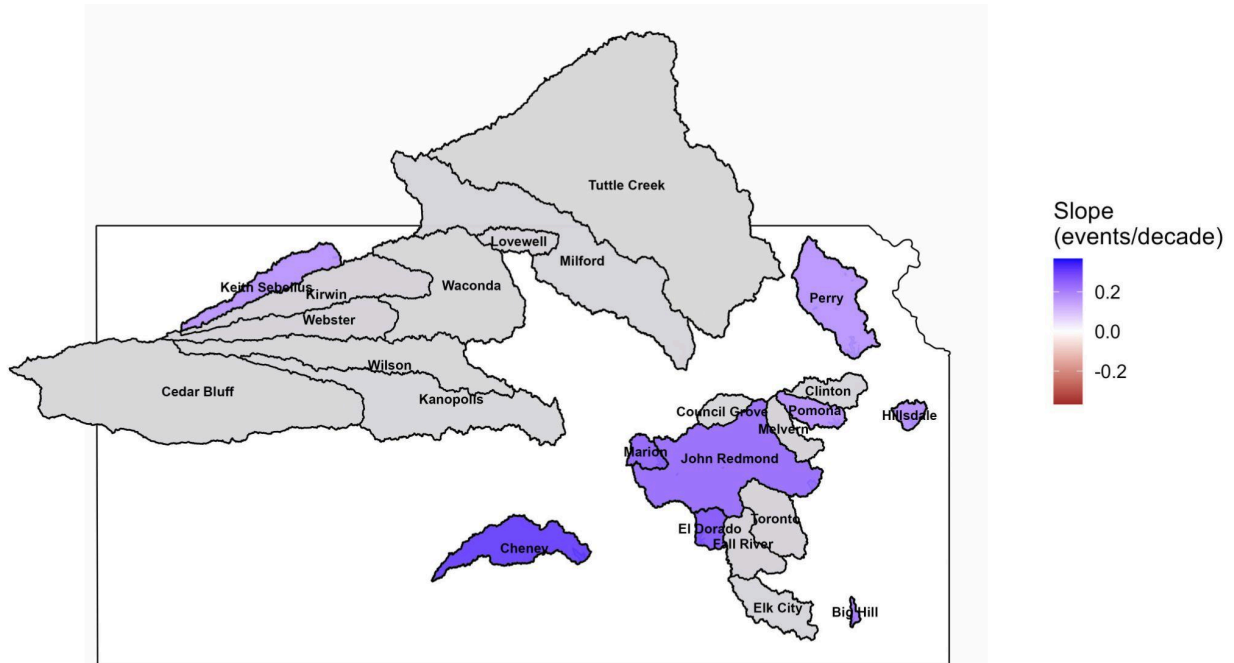 Tuttle Creek
Lovewell
Milford
Keith Sebelius
Kirwin
Waconda
Webster
Perry
Wilson
Cedar Bluff
Kanopolis
Clinton
Council Grove
Pomona
Hillsdale
Melvern
Marion
John Redmond
Toronto
El Dorado
Fall River
Cheney
Elk City
Big Hill
Slope
(events/decade)
0.2
0.0
-0.2